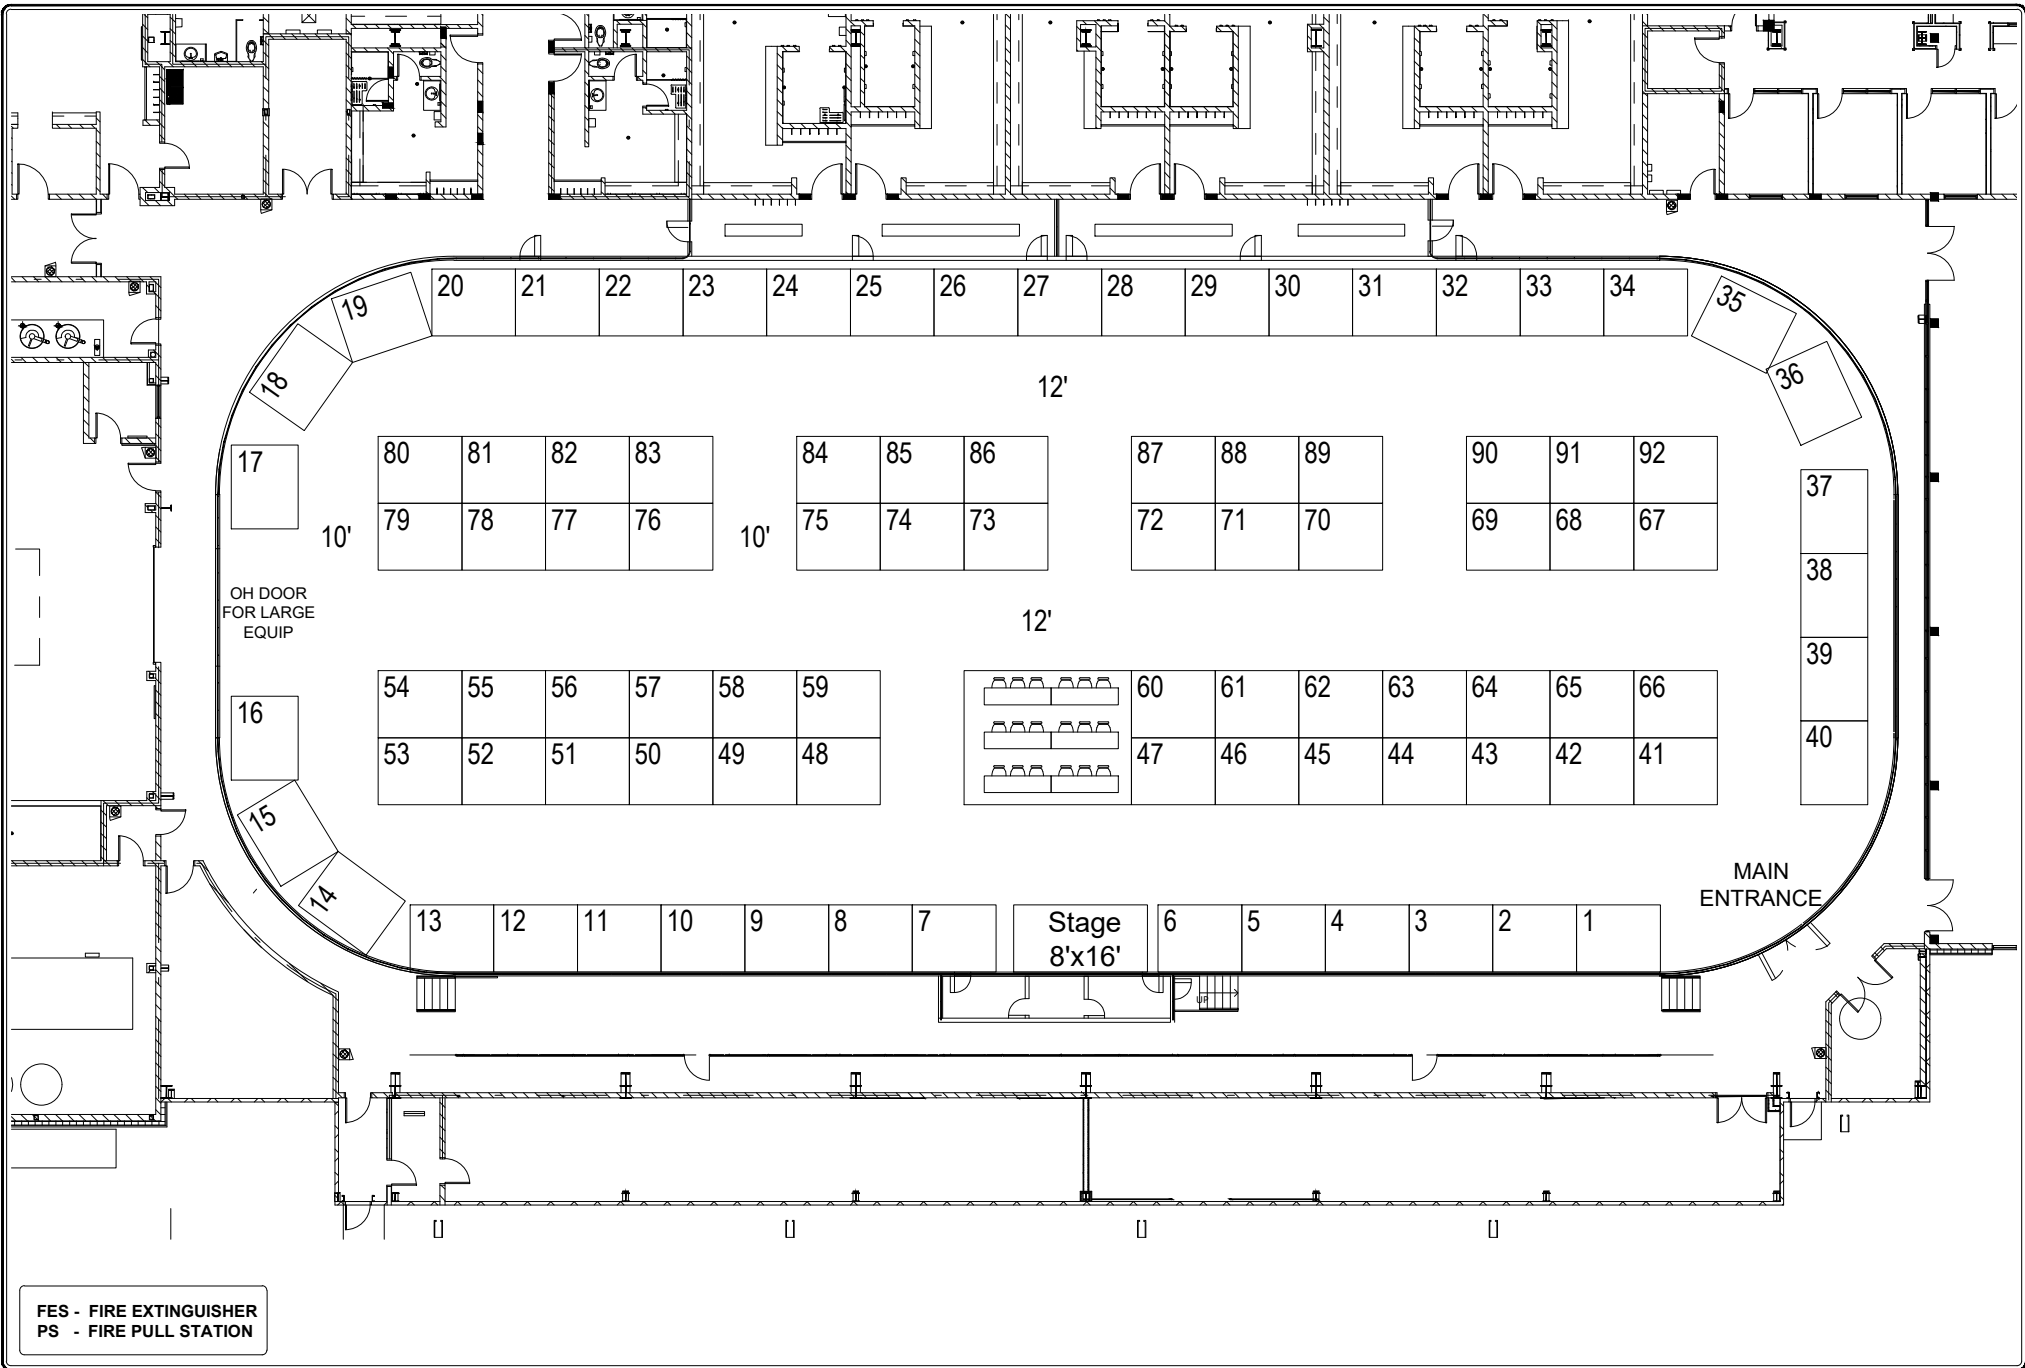 20 21 22 23 24 25 26 27 28 29 30 31 32 33 34
19 35
18 36
12'
17 80 81 82 83 84 85 86 87 88 89 90 91 92 37
79 78 77 76 75 74 73 72 71 70 69 68 67
10' 10'
38
OH DOOR
FOR LARGE
EQUIP
12'
39
16 54 55 56 57 58 59 60 61 62 63 64 65 66
40
53 52 51 50 49 48 47 46 45 44 43 42 41
15
14
MAIN
ENTRANCE
13 12 11 10 9 8 7 Stage 6 5 4 3 2 1
8'x16'
UP
FES - FIRE EXTINGUISHER
PS - FIRE PULL STATION